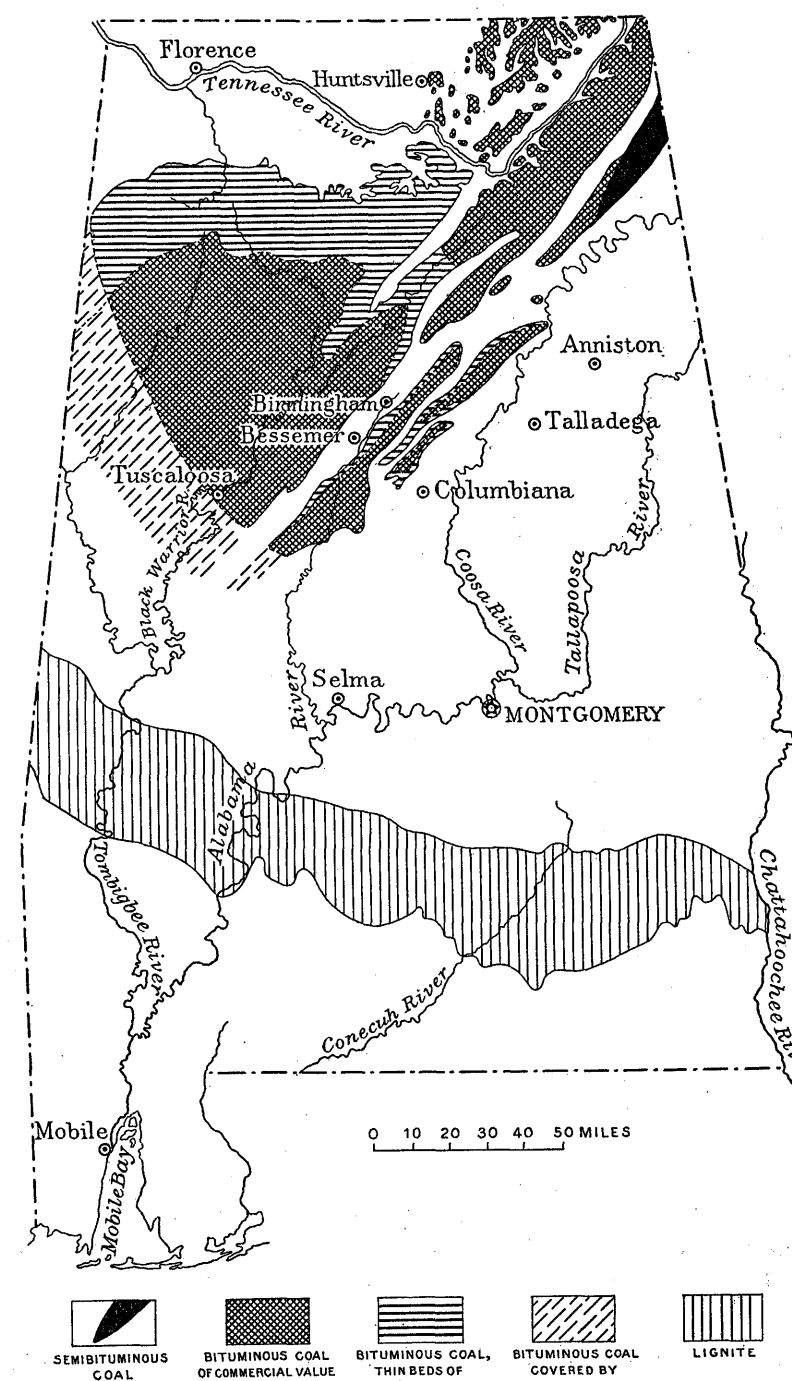 Florence
Huntsville
Tennessee River
Anniston
Birmingham
Talladega
Bessemer
Tuscaloosa
Columbiana
Black Warrior R.
River
Coosa River
Tallapoosa
Selma
River
MONTGOMERY
Alabama
Tombigbee River
Chattahoochee Riv
Conecuh River
Mobile
0 10 20 30 40 50 MILES
Mobile Bay
SEMIBITUMINOUS
COAL
BITUMINOUS COAL
OF COMMERCIAL VALUE
BITUMINOUS COAL,
THIN BEDS OF
BITUMINOUS COAL
COVERED BY
LIGNITE